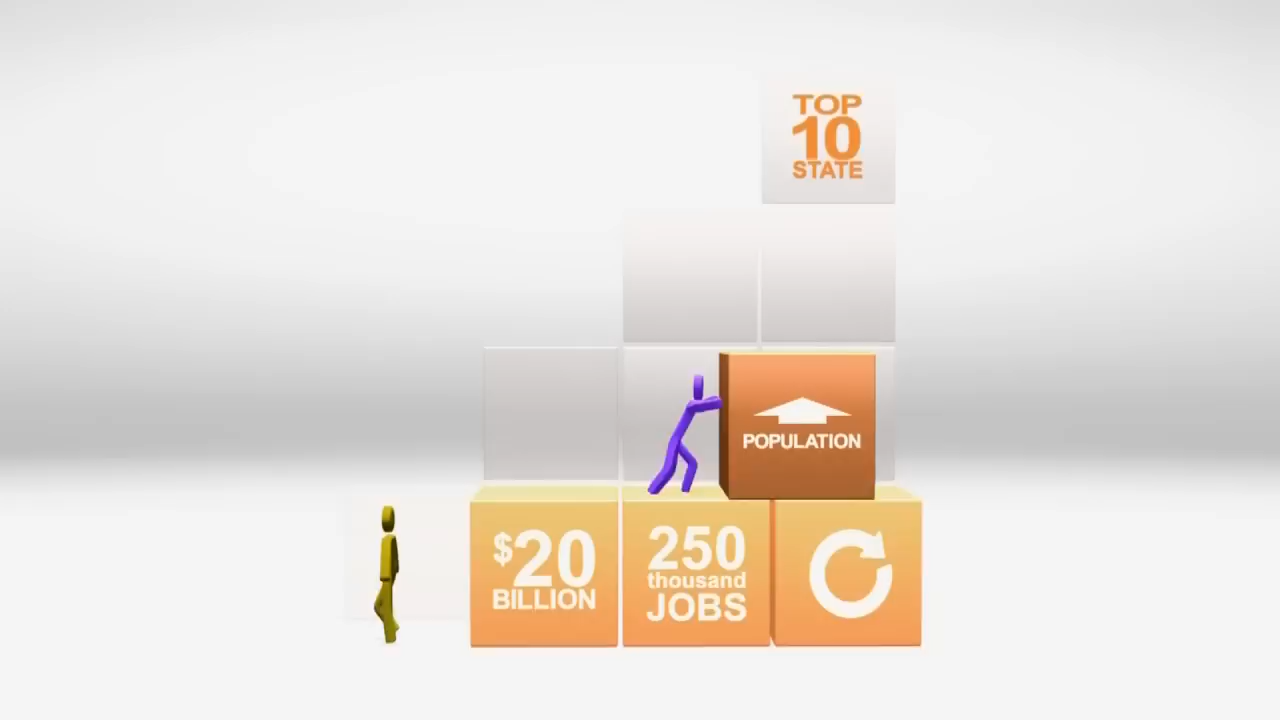 TOP
10
STATE
POPULATION
$20
BILLION
250
thousand
JOBS